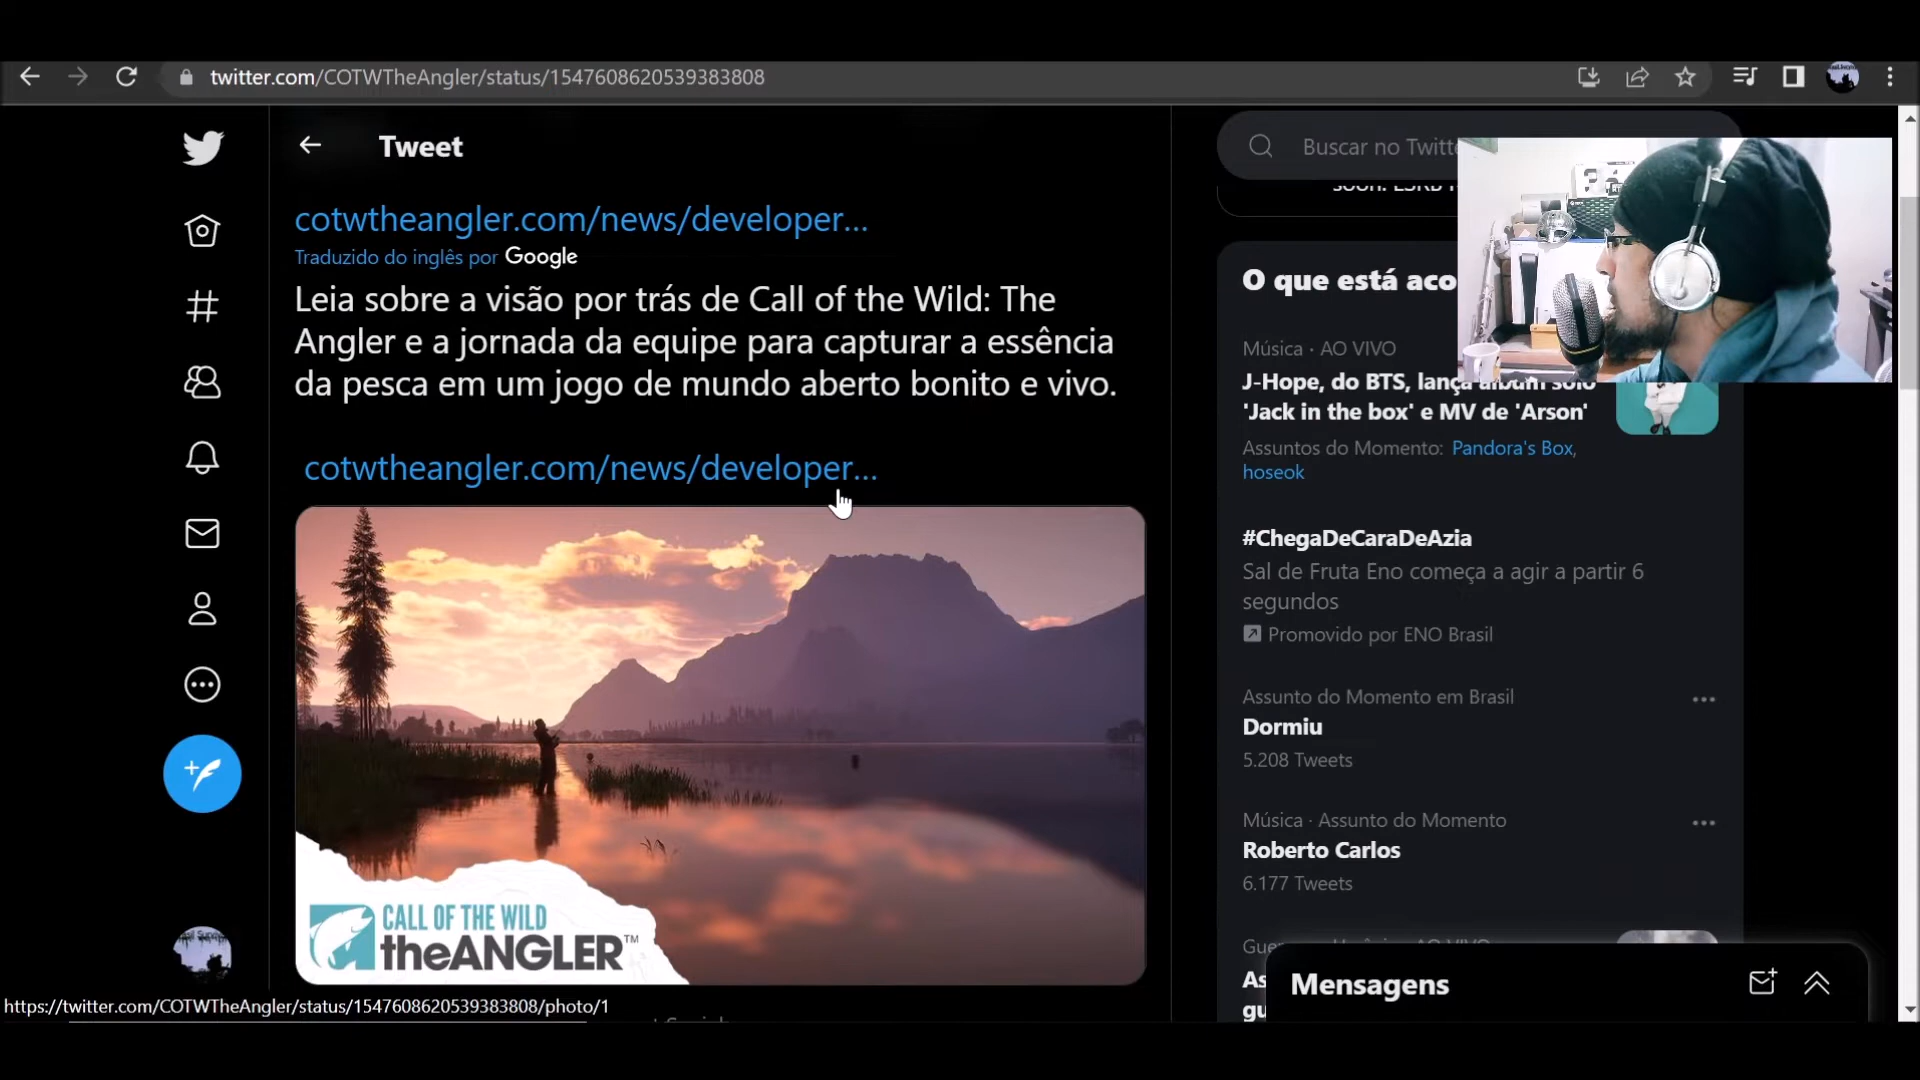 twitter.com/COTWTheAngler/status/1547608620539383808
Tweet
Buscar no Twitte
cotwtheangler.com/news/developer...
Traduzido do inglês por Google
Leia sobre a visão por trás de Call of the Wild: The
Angler e a jornada da equipe para capturar a essência
da pesca em um jogo de mundo aberto bonito e vivo.
cotwtheangler.com/news/developer...
CALL OF THE WILD
theANGLER™
O que está aco
Música · AO VIVO
J-Hope, do BTS, lança álbum solo
'Jack in the box' e MV de 'Arson'
Assuntos do Momento: Pandora's Box,
hoseok
#ChegaDeCaraDeAzia
Sal de Fruta Eno começa a agir a partir 6
segundos
Promovido por ENO Brasil
Assunto do Momento em Brasil
Dormiu
5.208 Tweets
Música · Assunto do Momento
Roberto Carlos
6.177 Tweets
Mensagens
https://twitter.com/COTWTheAngler/status/1547608620539383808/photo/1